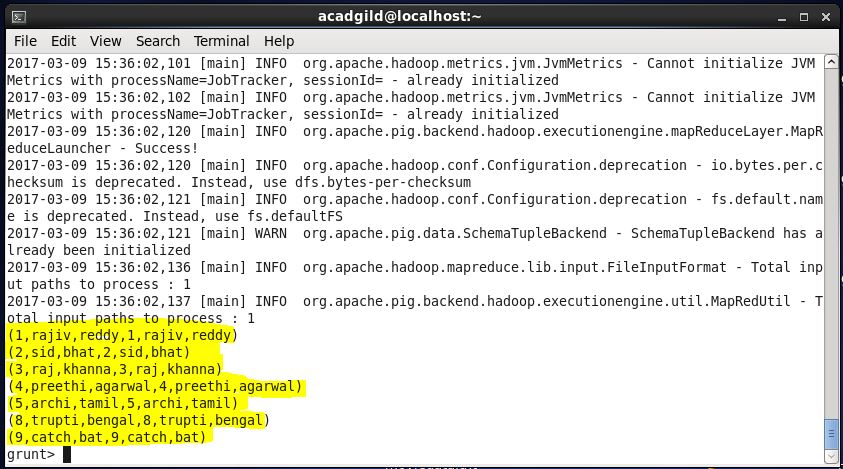 acadgild@localhost:~
File Edit View Search Terminal Help
2017-03-09 15:36:02,101 [main] INFO  org.apache.hadoop.metrics.jvm.JvmMetrics - Cannot initialize JVM
Metrics with processName=JobTracker, sessionId= - already initialized
2017-03-09 15:36:02,102 [main] INFO  org.apache.hadoop.metrics.jvm.JvmMetrics - Cannot initialize JVM
Metrics with processName=JobTracker, sessionId= - already initialized
2017-03-09 15:36:02,120 [main] INFO  org.apache.pig.backend.hadoop.executionengine.mapReduceLayer.MapR
educeLauncher - Success!
2017-03-09 15:36:02,120 [main] INFO  org.apache.hadoop.conf.Configuration.deprecation - io.bytes.per.c
hecksum is deprecated. Instead, use dfs.bytes-per-checksum
2017-03-09 15:36:02,121 [main] INFO  org.apache.hadoop.conf.Configuration.deprecation - fs.default.nam
e is deprecated. Instead, use fs.defaultFS
2017-03-09 15:36:02,121 [main] WARN  org.apache.pig.data.SchemaTupleBackend - SchemaTupleBackend has a
lready been initialized
2017-03-09 15:36:02,136 [main] INFO  org.apache.hadoop.mapreduce.lib.input.FileInputFormat - Total inp
ut paths to process : 1
2017-03-09 15:36:02,137 [main] INFO  org.apache.pig.backend.hadoop.executionengine.util.MapRedUtil - T
otal input paths to process : 1
(1,rajiv,reddy,1,rajiv,reddy)
(2,sid,bhat,2,sid,bhat)
(3,raj,khanna,3,raj,khanna)
(4,preethi,agarwal,4,preethi,agarwal)
(5,archi,tamil,5,archi,tamil)
(8,trupti,bengal,8,trupti,bengal)
(9,catch,bat,9,catch,bat)
grunt>